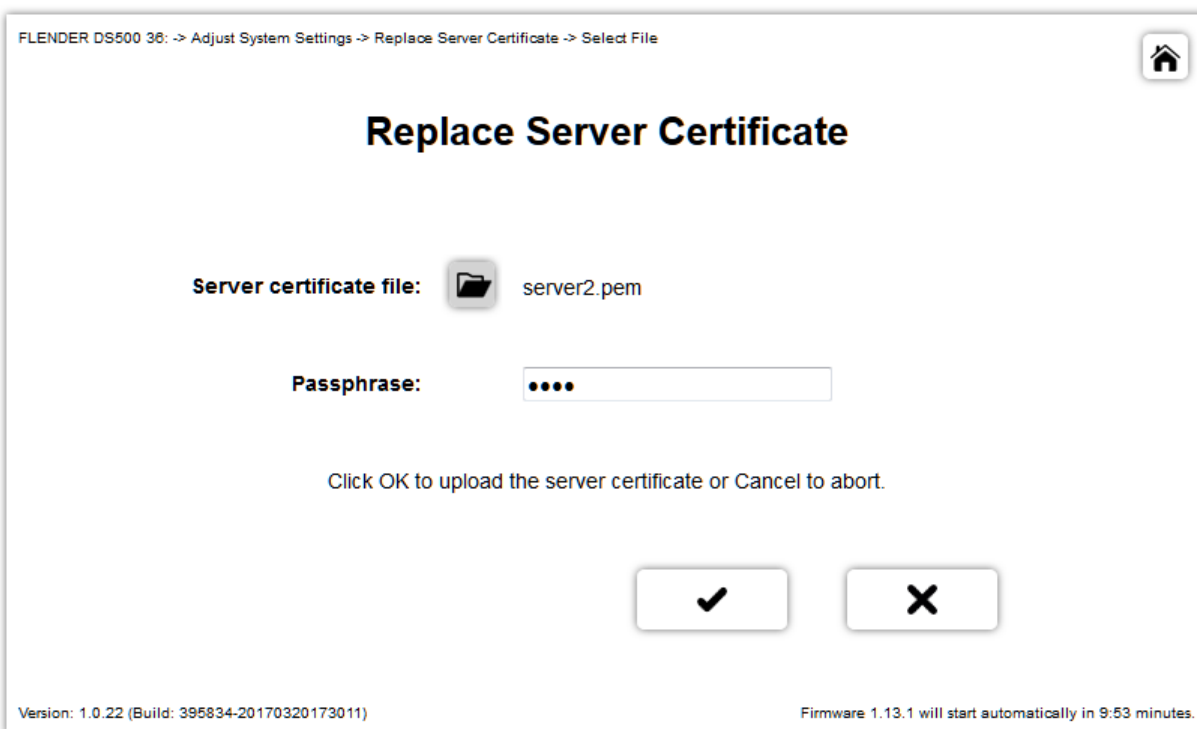 FLENDER DS500 36: -> Adjust System Settings -> Replace Server Certificate -> Select File
Replace Server Certificate
Server certificate file: server2.pem
Passphrase: ••••
Click OK to upload the server certificate or Cancel to abort.
Version: 1.0.22 (Build: 395834-20170320173011) Firmware 1.13.1 will start automatically in 9:53 minutes.